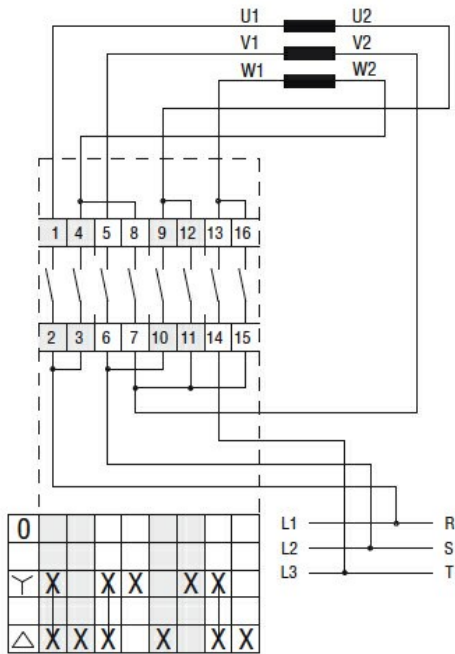 U1 U2
V1 V2
W1 W2
1 4 5 8 9 12 13 16
2 3 6 7 10 11 14 15
L1 R
L2 S
L3 T
0
Y X X X X X
△ X X X X X X